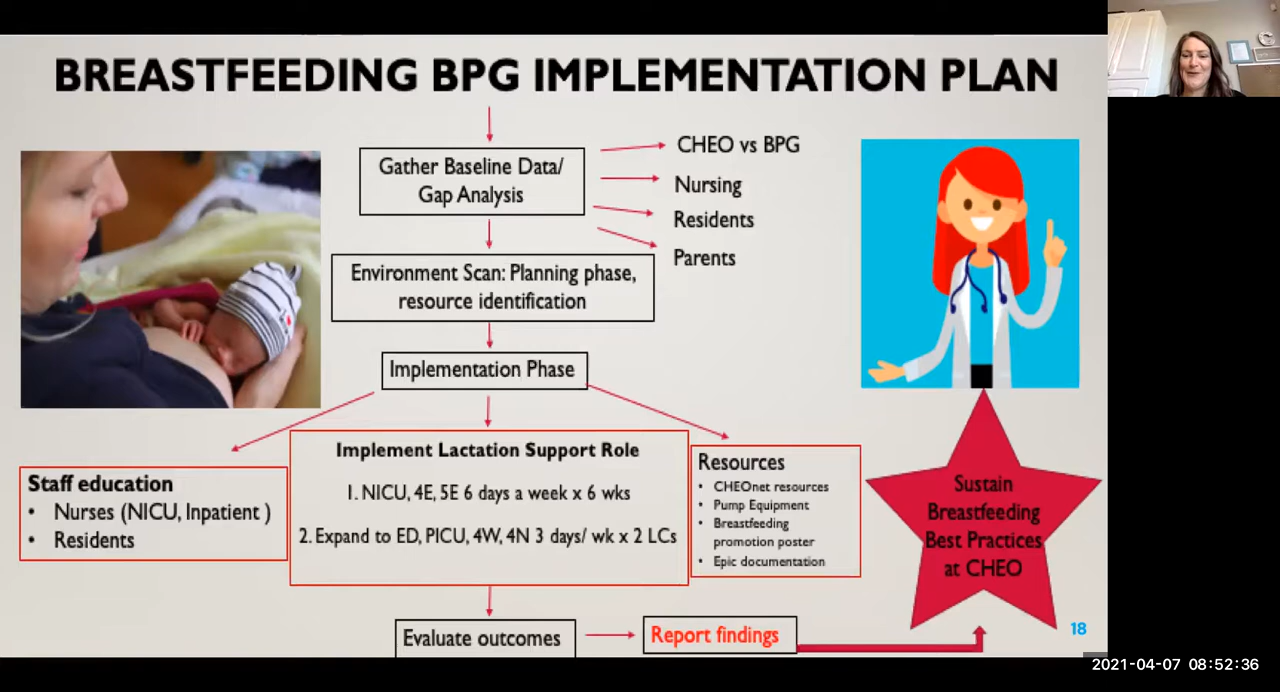 BREASTFEEDING BPG IMPLEMENTATION PLAN
Gather Baseline Data/
Gap Analysis
CHEO vs BPG
Nursing
Residents
Parents
Environment Scan: Planning phase,
resource identification
Implementation Phase
Staff education
• Nurses (NICU, Inpatient )
• Residents
Implement Lactation Support Role
1. NICU, 4E, 5E 6 days a week x 6 wks
2. Expand to ED, PICU, 4W, 4N 3 days/ wk x 2 LCs
Resources
• CHEOnet resources
• Pump Equipment
• Breastfeeding
promotion poster
• Epic documentation
Sustain
Breastfeeding
Best Practices
at CHEO
Evaluate outcomes
Report findings
18
2021-04-07 08:52:36